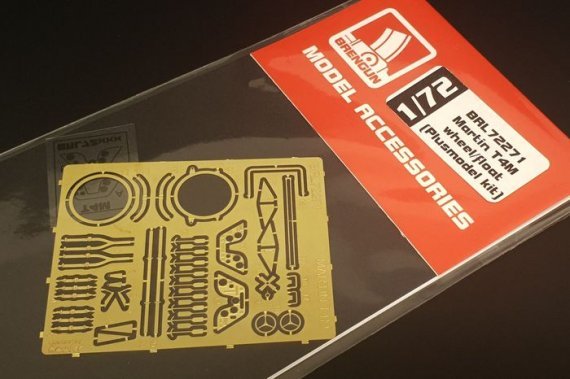 BRENGUN
MODEL ACCESSORIES
1/72
BRL72271
Martin T4M
wheel/float
(Plusmodel kit)